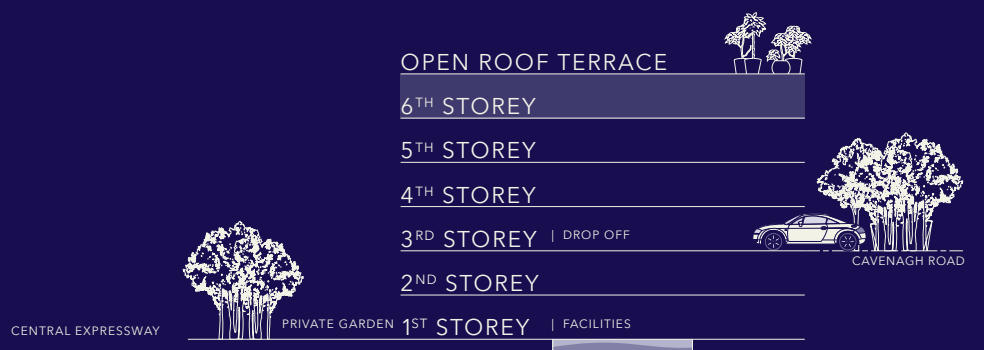 OPEN ROOF TERRACE
6TH STOREY
5TH STOREY
4TH STOREY
3RD STOREY | DROP OFF
CAVENAGH ROAD
2ND STOREY
CENTRAL EXPRESSWAY PRIVATE GARDEN 1ST STOREY | FACILITIES